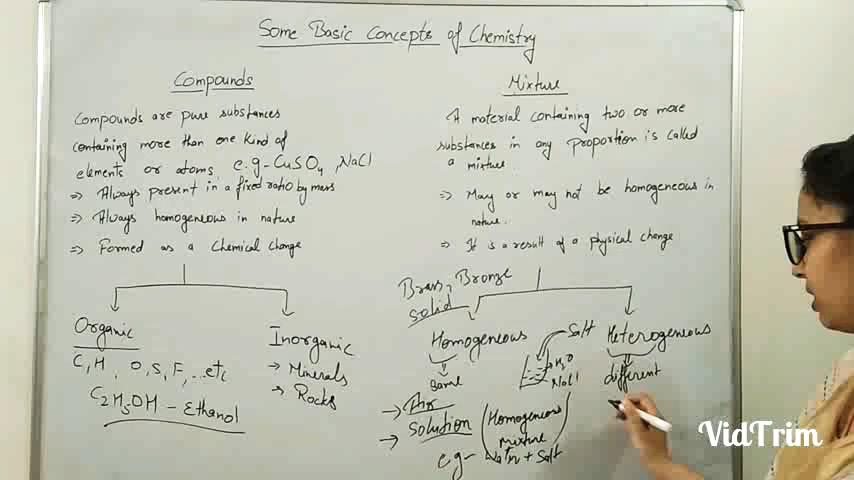 Some Basic Concepts of Chemistry
Compounds
Compounds are pure substances
containing more than one kind of
elements or atoms e.g- CuSO4, NaCl
⇒ Always present in a fixed ratio by mass
⇒ Always homogeneous in nature
⇒ Formed as a Chemical change
Organic
C, H, O, S, F, ...etc
C2H5OH - Ethanol
Inorganic
→ Minerals
→ Rocks
Mixture
A material containing two or more
substances in any proportion is called
a mixture.
⇒ May or may not be homogeneous in
nature.
⇒ It is a result of a physical change
Brass, Bronze
solid
Homogeneous
Same
Salt
H2O
NaCl
→ Air
→ Solution (Homogeneous
mixture
e.g- Water + Salt)
Heterogeneous
different
VidTrim